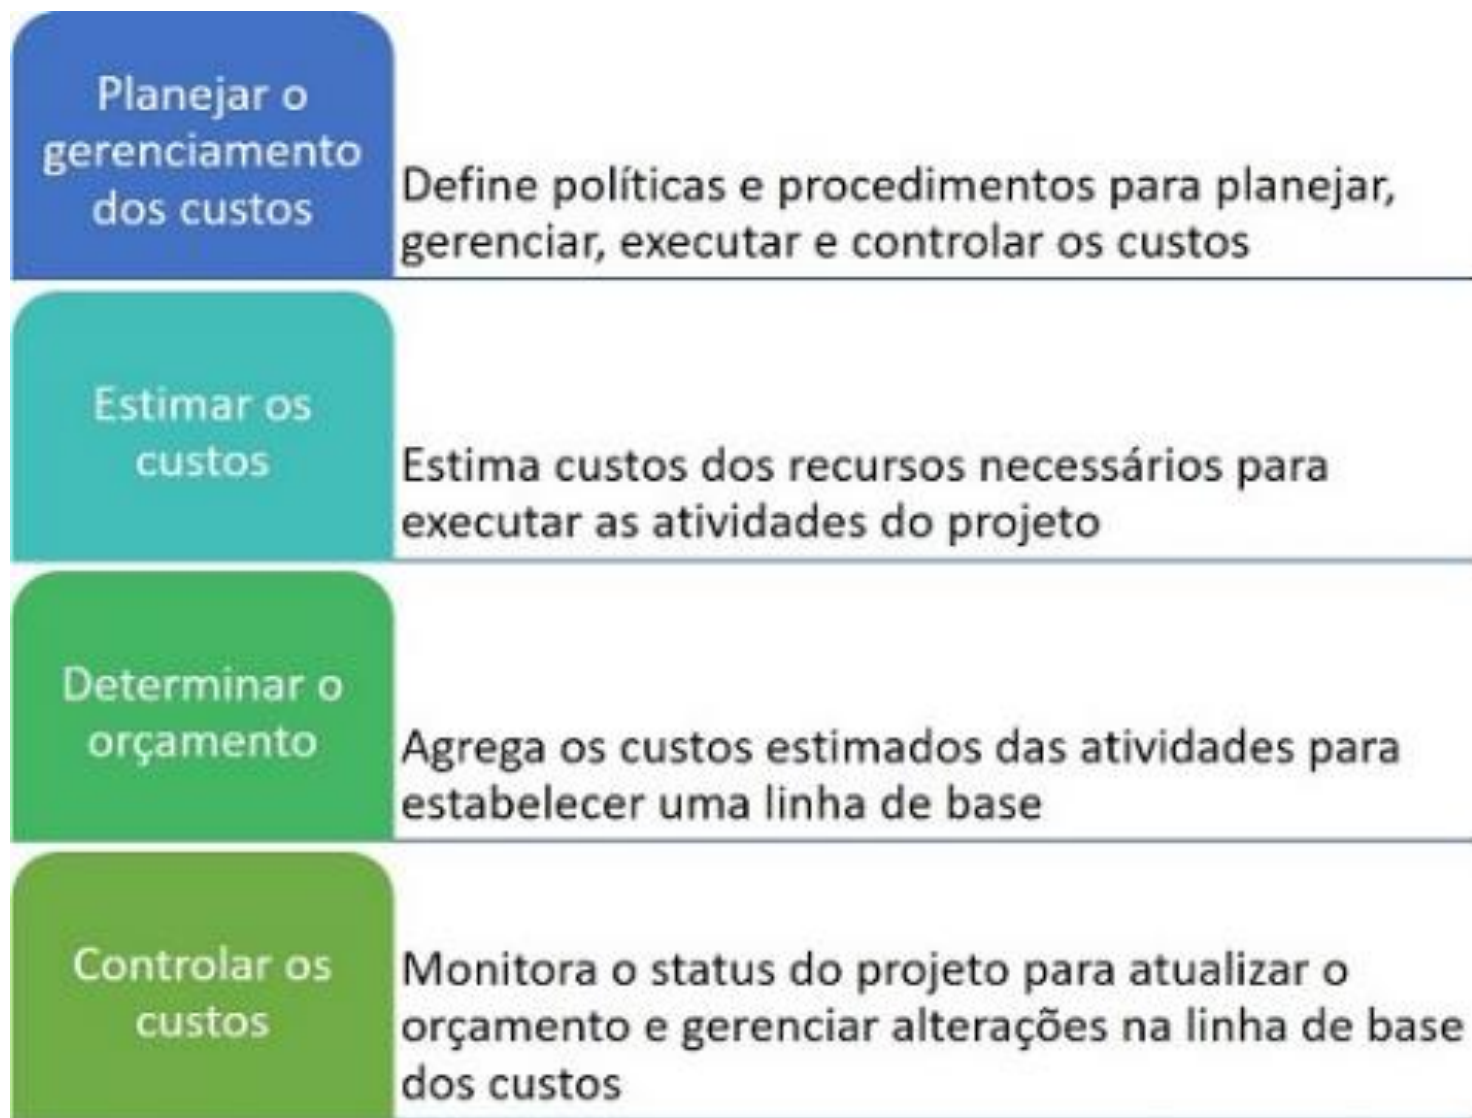 Planejar o
gerenciamento
dos custos
Define políticas e procedimentos para planejar,
gerenciar, executar e controlar os custos
Estimar os
custos
Estima custos dos recursos necessários para
executar as atividades do projeto
Determinar o
orçamento
Agrega os custos estimados das atividades para
estabelecer uma linha de base
Controlar os
custos
Monitora o status do projeto para atualizar o
orçamento e gerenciar alterações na linha de base
dos custos